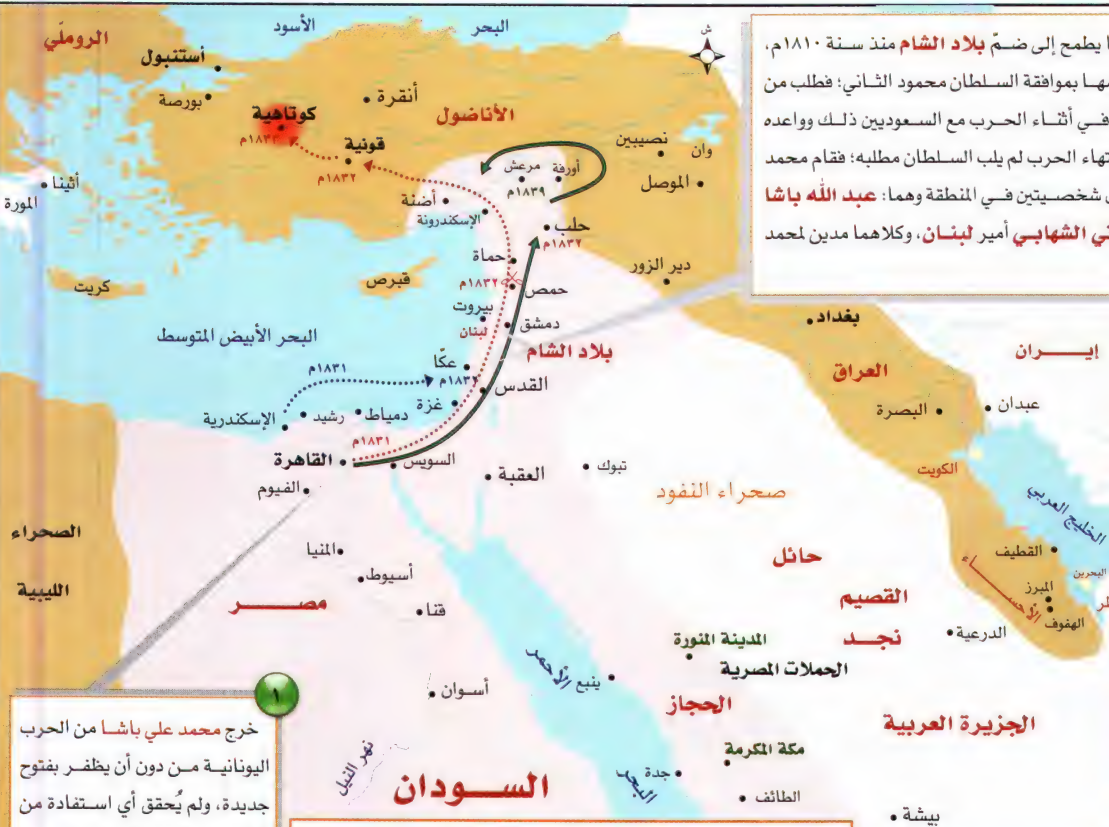 ا يطمح إلى ضمّ بلاد الشام منذ سنة ١٨١٠م،
بها بموافقة السلطان محمود الثاني؛ فطلب من
في أثناء الحرب مع السعوديين ذلك وواعده
تهاء الحرب لم يلب السلطان مطلبه؛ فقام محمد
شخصيتين في المنطقة وهما: عبد الله باشا
ني الشهابي أمير لبنان، وكلاهما مدين لمحمد
ش
البحر
الأسود
الروملّي
أستنبول
بورصة
أنقرة
الأناضول
كوتاهية
١٨٣٣م
قونية
١٨٣٢م
نصيبين
وان
الموصل
أورفة
مرعش
١٨٣٩م
أضنة
الإسكندرونة
حلب
١٨٣٢م
أثينا
المورة
كريت
قبرص
حماة
حمص
١٨٣٢م
دير الزور
بيروت
لبنان
دمشق
بلاد الشام
البحر الأبيض المتوسط
بغداد
العراق
إيــران
١٨٣١م
عكّا
١٨٣٢م
القدس
غزة
البصرة
عبدان
الإسكندرية
رشيد
دمياط
١٨٣١م
القاهرة
السويس
العقبة
تبوك
الكويت
الفيوم
صحراء النفود
الخليج العربي
الصحراء
الليبية
المنيا
أسيوط
قنا
مصـر
حائل
القصيم
نجـد
القطيف
البحرين
المبرز
الهفوف
الأحسـاء
طر
الدرعية
المدينة المنورة
الحملات المصرية
ينبع
الأحمر
الحجاز
أسوان
الجزيرة العربية
مكة المكرمة
نهر النيل
السـودان
البحر
جدة
الطائف
بيشة
١
خرج محمد علي باشا من الحرب
اليونانية من دون أن يظفر بفتوح
جديدة، ولم يُحقق أي استفادة من